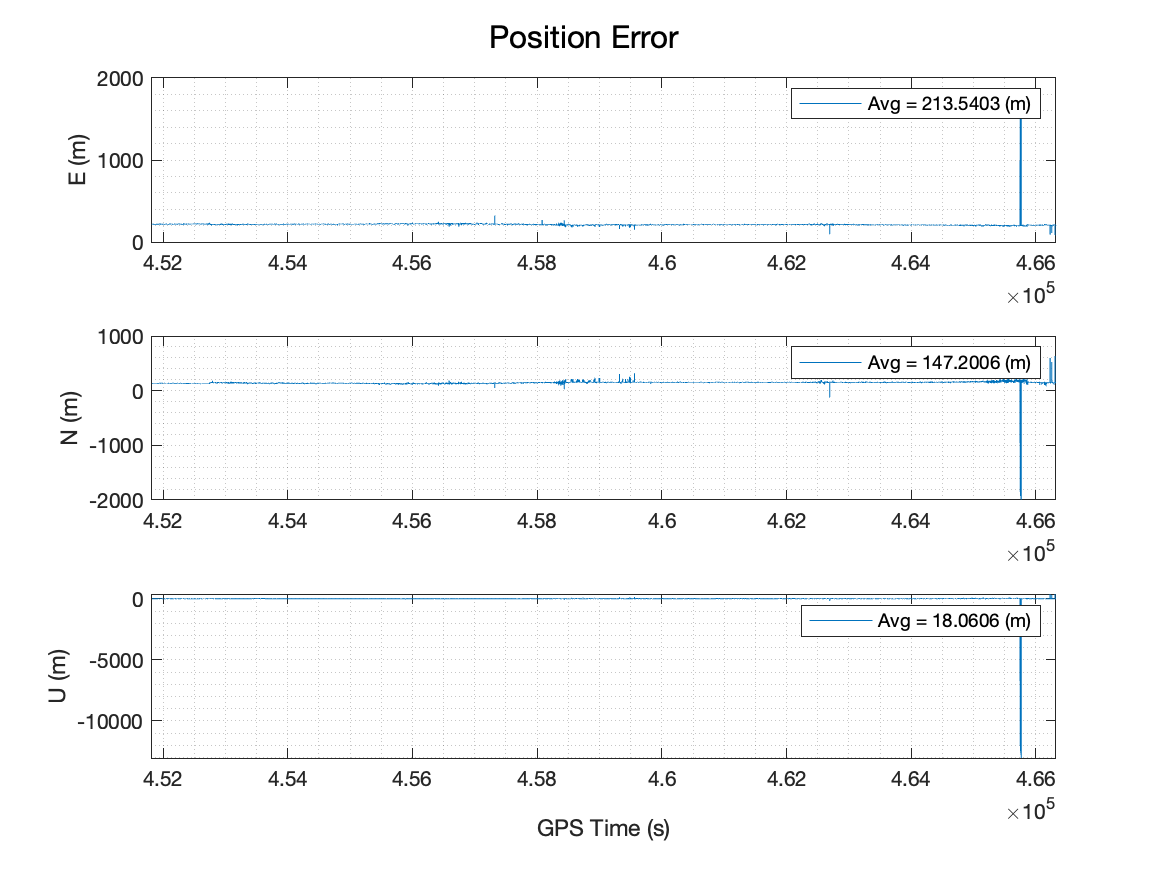 Position Error
2000
1000
0
E (m)
Avg = 213.5403 (m)
4.52 4.54 4.56 4.58 4.6 4.62 4.64 4.66
×10^5
1000
0
-1000
-2000
N (m)
Avg = 147.2006 (m)
4.52 4.54 4.56 4.58 4.6 4.62 4.64 4.66
×10^5
0
-5000
-10000
U (m)
Avg = 18.0606 (m)
4.52 4.54 4.56 4.58 4.6 4.62 4.64 4.66
×10^5
GPS Time (s)